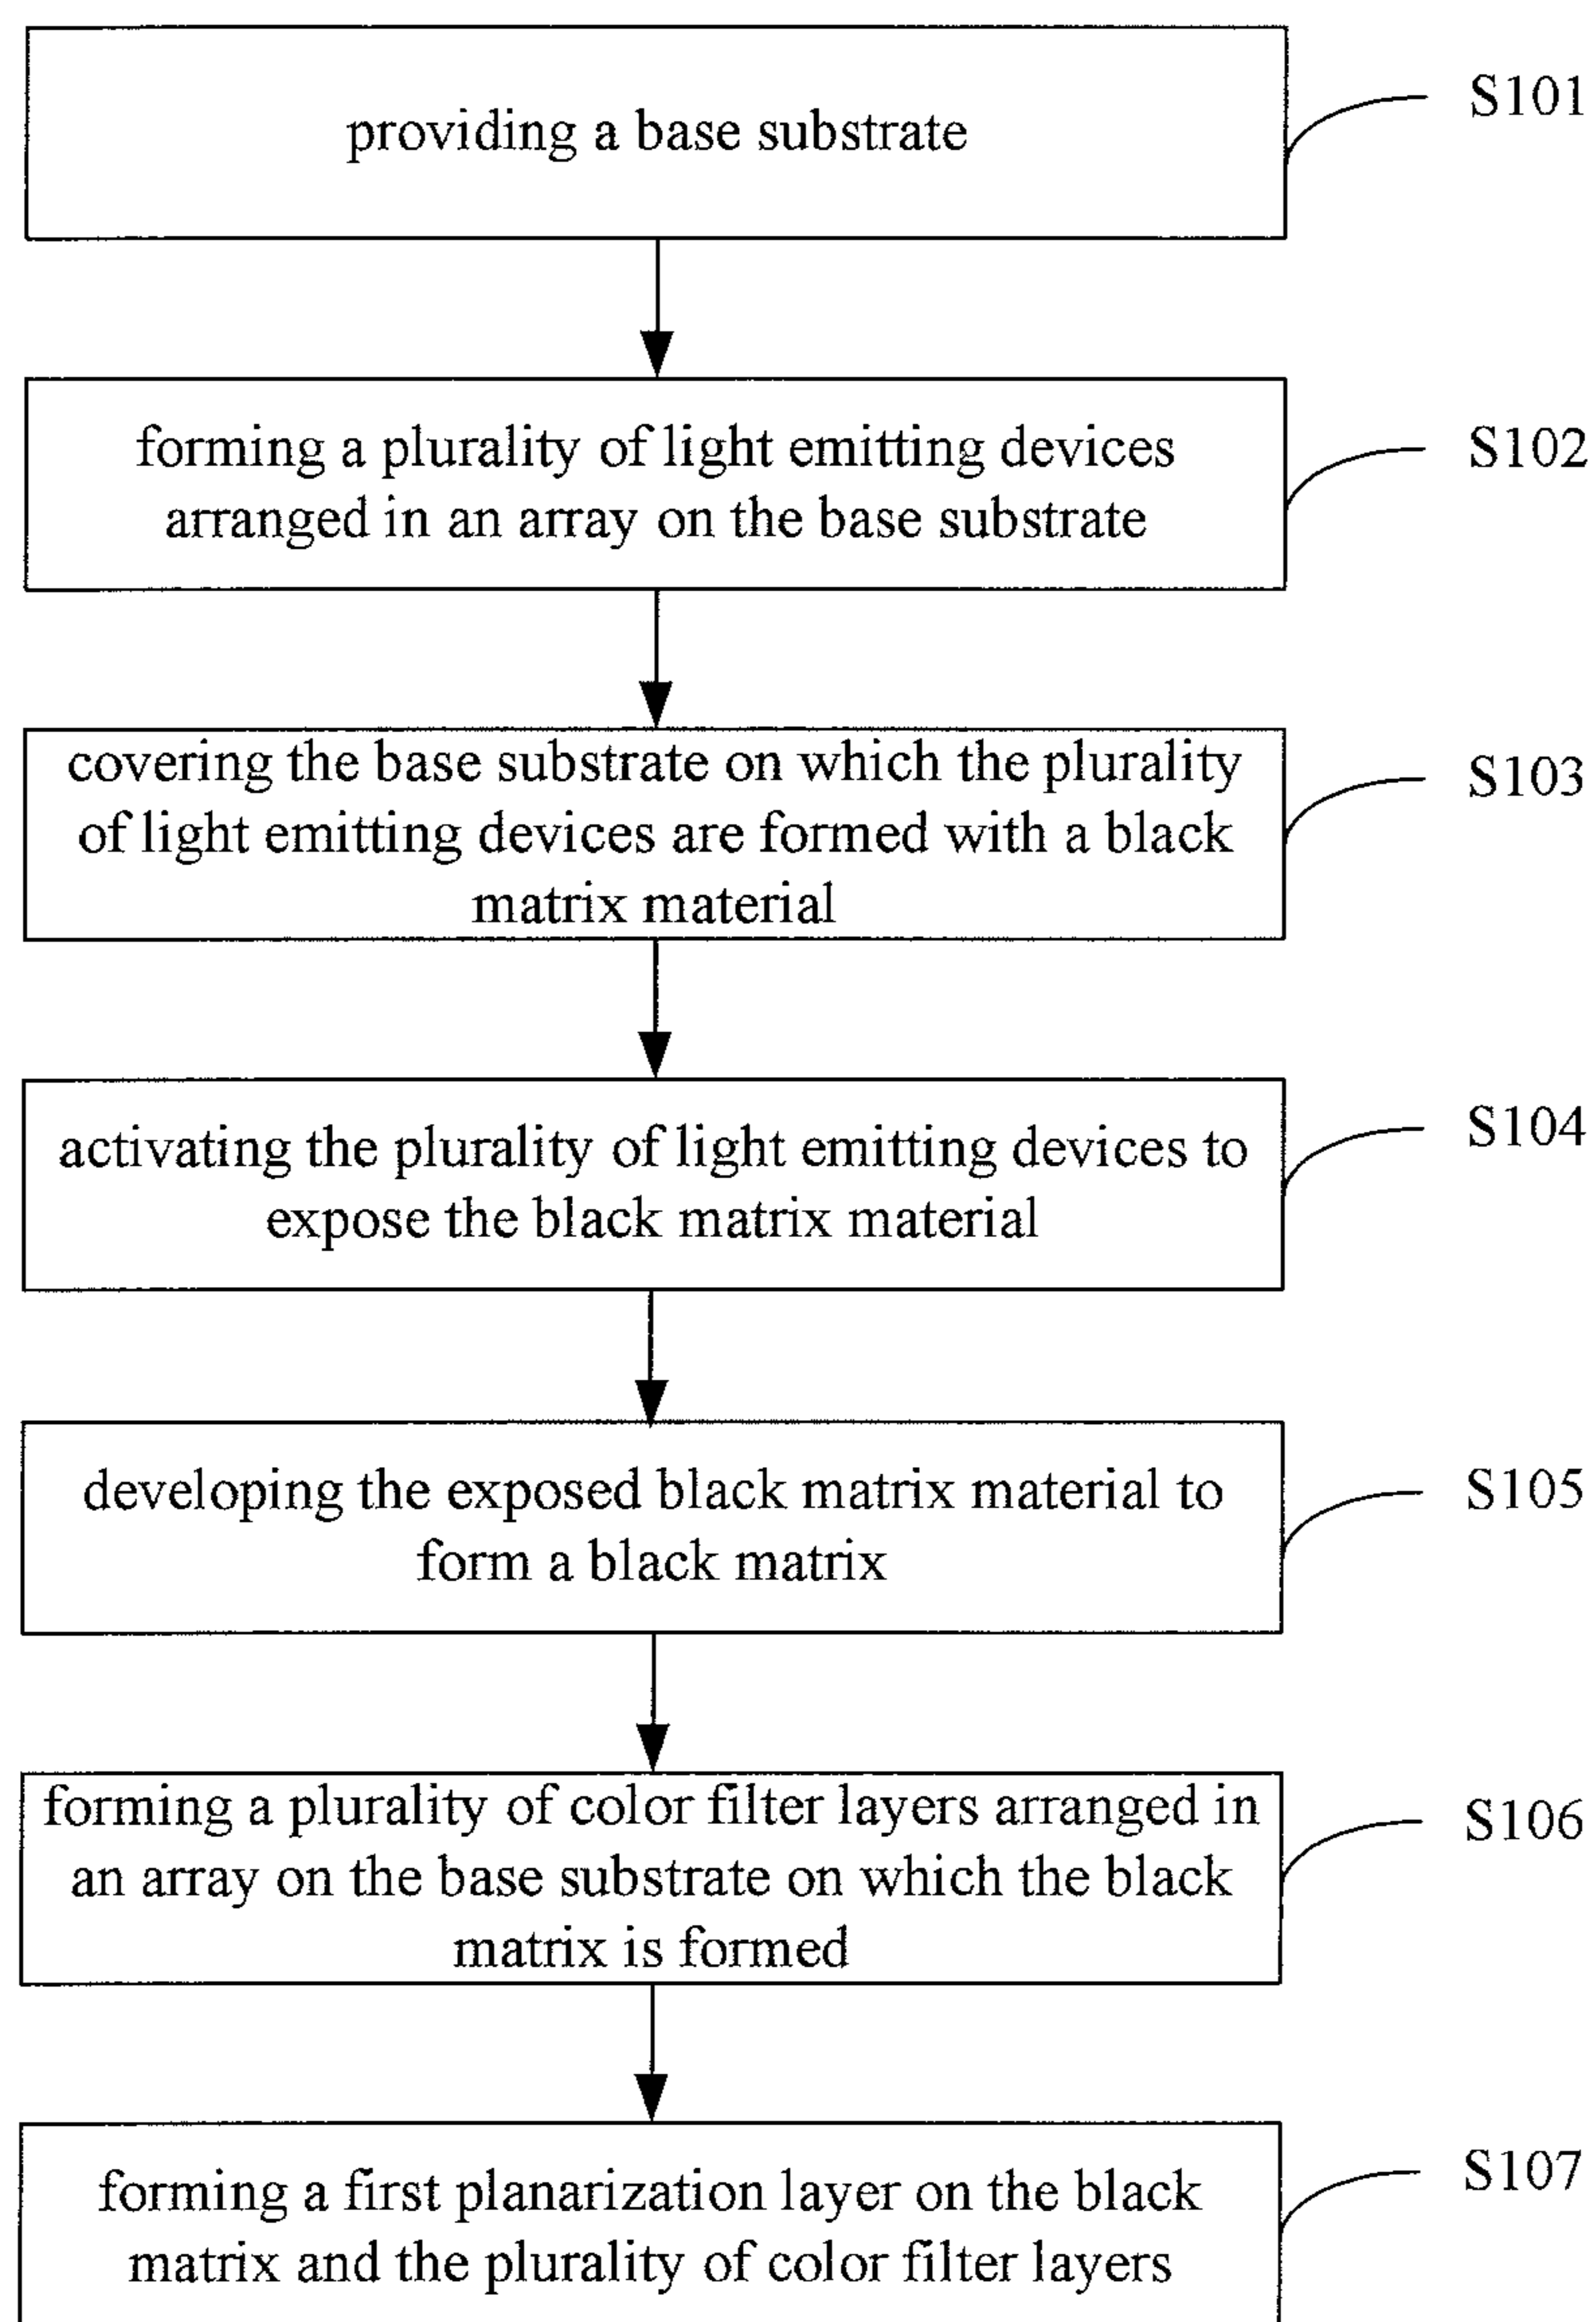 providing a base substrate
S101
forming a plurality of light emitting devices
arranged in an array on the base substrate
S102
covering the base substrate on which the plurality
of light emitting devices are formed with a black
matrix material
S103
activating the plurality of light emitting devices to
expose the black matrix material
S104
developing the exposed black matrix material to
form a black matrix
S105
forming a plurality of color filter layers arranged in
an array on the base substrate on which the black
matrix is formed
S106
forming a first planarization layer on the black
matrix and the plurality of color filter layers
S107